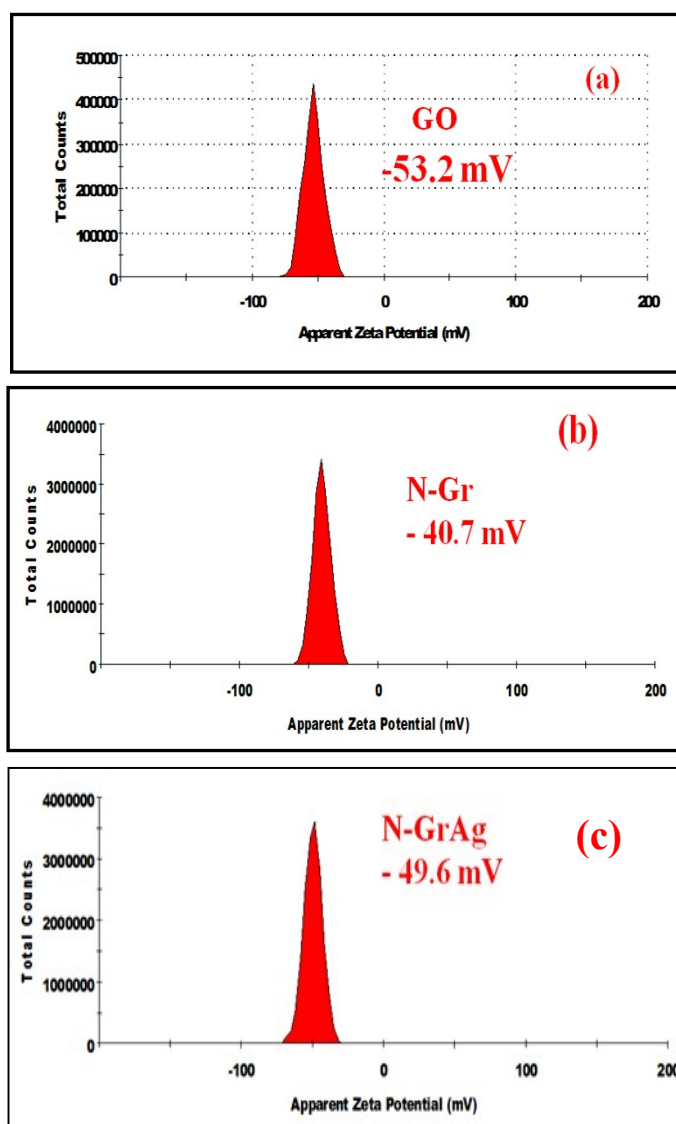 500000
400000
300000
200000
100000
0
-100
0
100
200
Total Counts
Apparent Zeta Potential (mV)
(a)
GO
-53.2 mV
4000000
3000000
2000000
1000000
0
-100
0
100
200
Total Counts
Apparent Zeta Potential (mV)
(b)
N-Gr
- 40.7 mV
4000000
3000000
2000000
1000000
0
-100
0
100
200
Total Counts
Apparent Zeta Potential (mV)
N-GrAg
(c)
- 49.6 mV